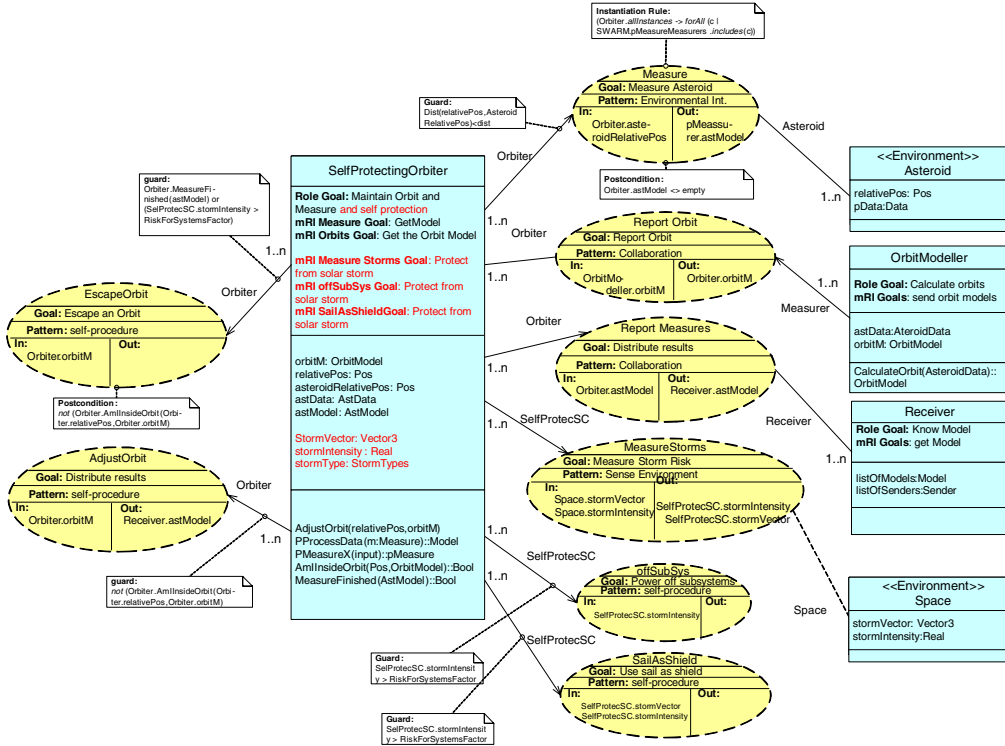 Instantiation Rule:
(Orbiter.allInstances -> forAll (c |
SWARM.pMeasureMeasurers .includes(c))
Measure
Goal: Measure Asteroid
Pattern: Environmental Int.
In:
Orbiter.aste-
roidRelativePos
Out:
pMeassu-
rer.astModel
Guard:
Dist(relativePos,Asteroid
RelativePos)<dist
Postcondition:
Orbiter.astModel <> empty
Asteroid
1..n
<<Environment>>
Asteroid
relativePos: Pos
pData:Data
Orbiter
1..n
SelfProtectingOrbiter
Role Goal: Maintain Orbit and
Measure and self protection
mRI Measure Goal: GetModel
mRI Orbits Goal: Get the Orbit Model
mRI Measure Storms Goal: Protect
from solar storm
mRI offSubSys Goal: Protect from
solar storm
mRI SailAsShieldGoal: Protect from
solar storm
orbitM: OrbitModel
relativePos: Pos
asteroidRelativePos: Pos
astData: AstData
astModel: AstModel
StormVector: Vector3
stormIntensity : Real
stormType: StormTypes
AdjustOrbit(relativePos,orbitM)
PProcessData(m:Measure)::Model
PMeasureX(input)::pMeasure
AmIInsideOrbit(Pos,OrbitModel)::Bool
MeasureFinished(AstModel)::Bool
guard:
Orbiter.MeasureFi-
nished(astModel) or
(SelProtecSC.stormIntensity >
RiskForSystemsFactor)
1..n
Orbiter
EscapeOrbit
Goal: Escape an Orbit
Pattern: self-procedure
In:
Orbiter.orbitM
Out:
Postcondition:
not (Orbiter.AmIInsideOrbit(Orbi-
ter.relativePos,Orbiter.orbitM)
AdjustOrbit
Goal: Distribute results
Pattern: self-procedure
In:
Orbiter.orbitM
Out:
Receiver.astModel
Orbiter
1..n
guard:
not (Orbiter.AmIInsideOrbit(Orbi-
ter.relativePos,Orbiter.orbitM)
Orbiter
1..n
Report Orbit
Goal: Report Orbit
Pattern: Collaboration
In:
OrbitMo-
deller.orbitM
Out:
Orbiter.orbitM
Measurer
1..n
OrbitModeller
Role Goal: Calculate orbits
mRI Goals: send orbit models
astData:AteroidData
orbitM: OrbitModel
CalculateOrbit(AsteroidData)::
OrbitModel
Orbiter
1..n
Report Measures
Goal: Distribute results
Pattern: Collaboration
In:
Orbiter.astModel
Out:
Receiver.astModel
Receiver
1..n
Receiver
Role Goal: Know Model
mRI Goals: get Model
listOfModels:Model
listOfSenders:Sender
SelfProtecSC
1..n
MeasureStorms
Goal: Measure Storm Risk
Pattern: Sense Environment
In:
Space.stormVector
Space.stormIntensity
Out:
SelfProtecSC.stormIntensity
SelfProtecSC.stormVector
Space
<<Environment>>
Space
stormVector: Vector3
stormIntensity:Real
1..n
SelfProtecSC
offSubSys
Goal: Power off subsystems
Pattern: self-procedure
In:
SelfProtecSC.stormIntensity
Out:
1..n
SelfProtecSC
SailAsShield
Goal: Use sail as shield
Pattern: self-procedure
In:
SelfProtecSC.stormVector
SelfProtecSC.stormIntensity
Out:
Guard:
SelProtecSC.stormIntensit
y > RiskForSystemsFactor
Guard:
SelProtecSC.stormIntensit
y > RiskForSystemsFactor